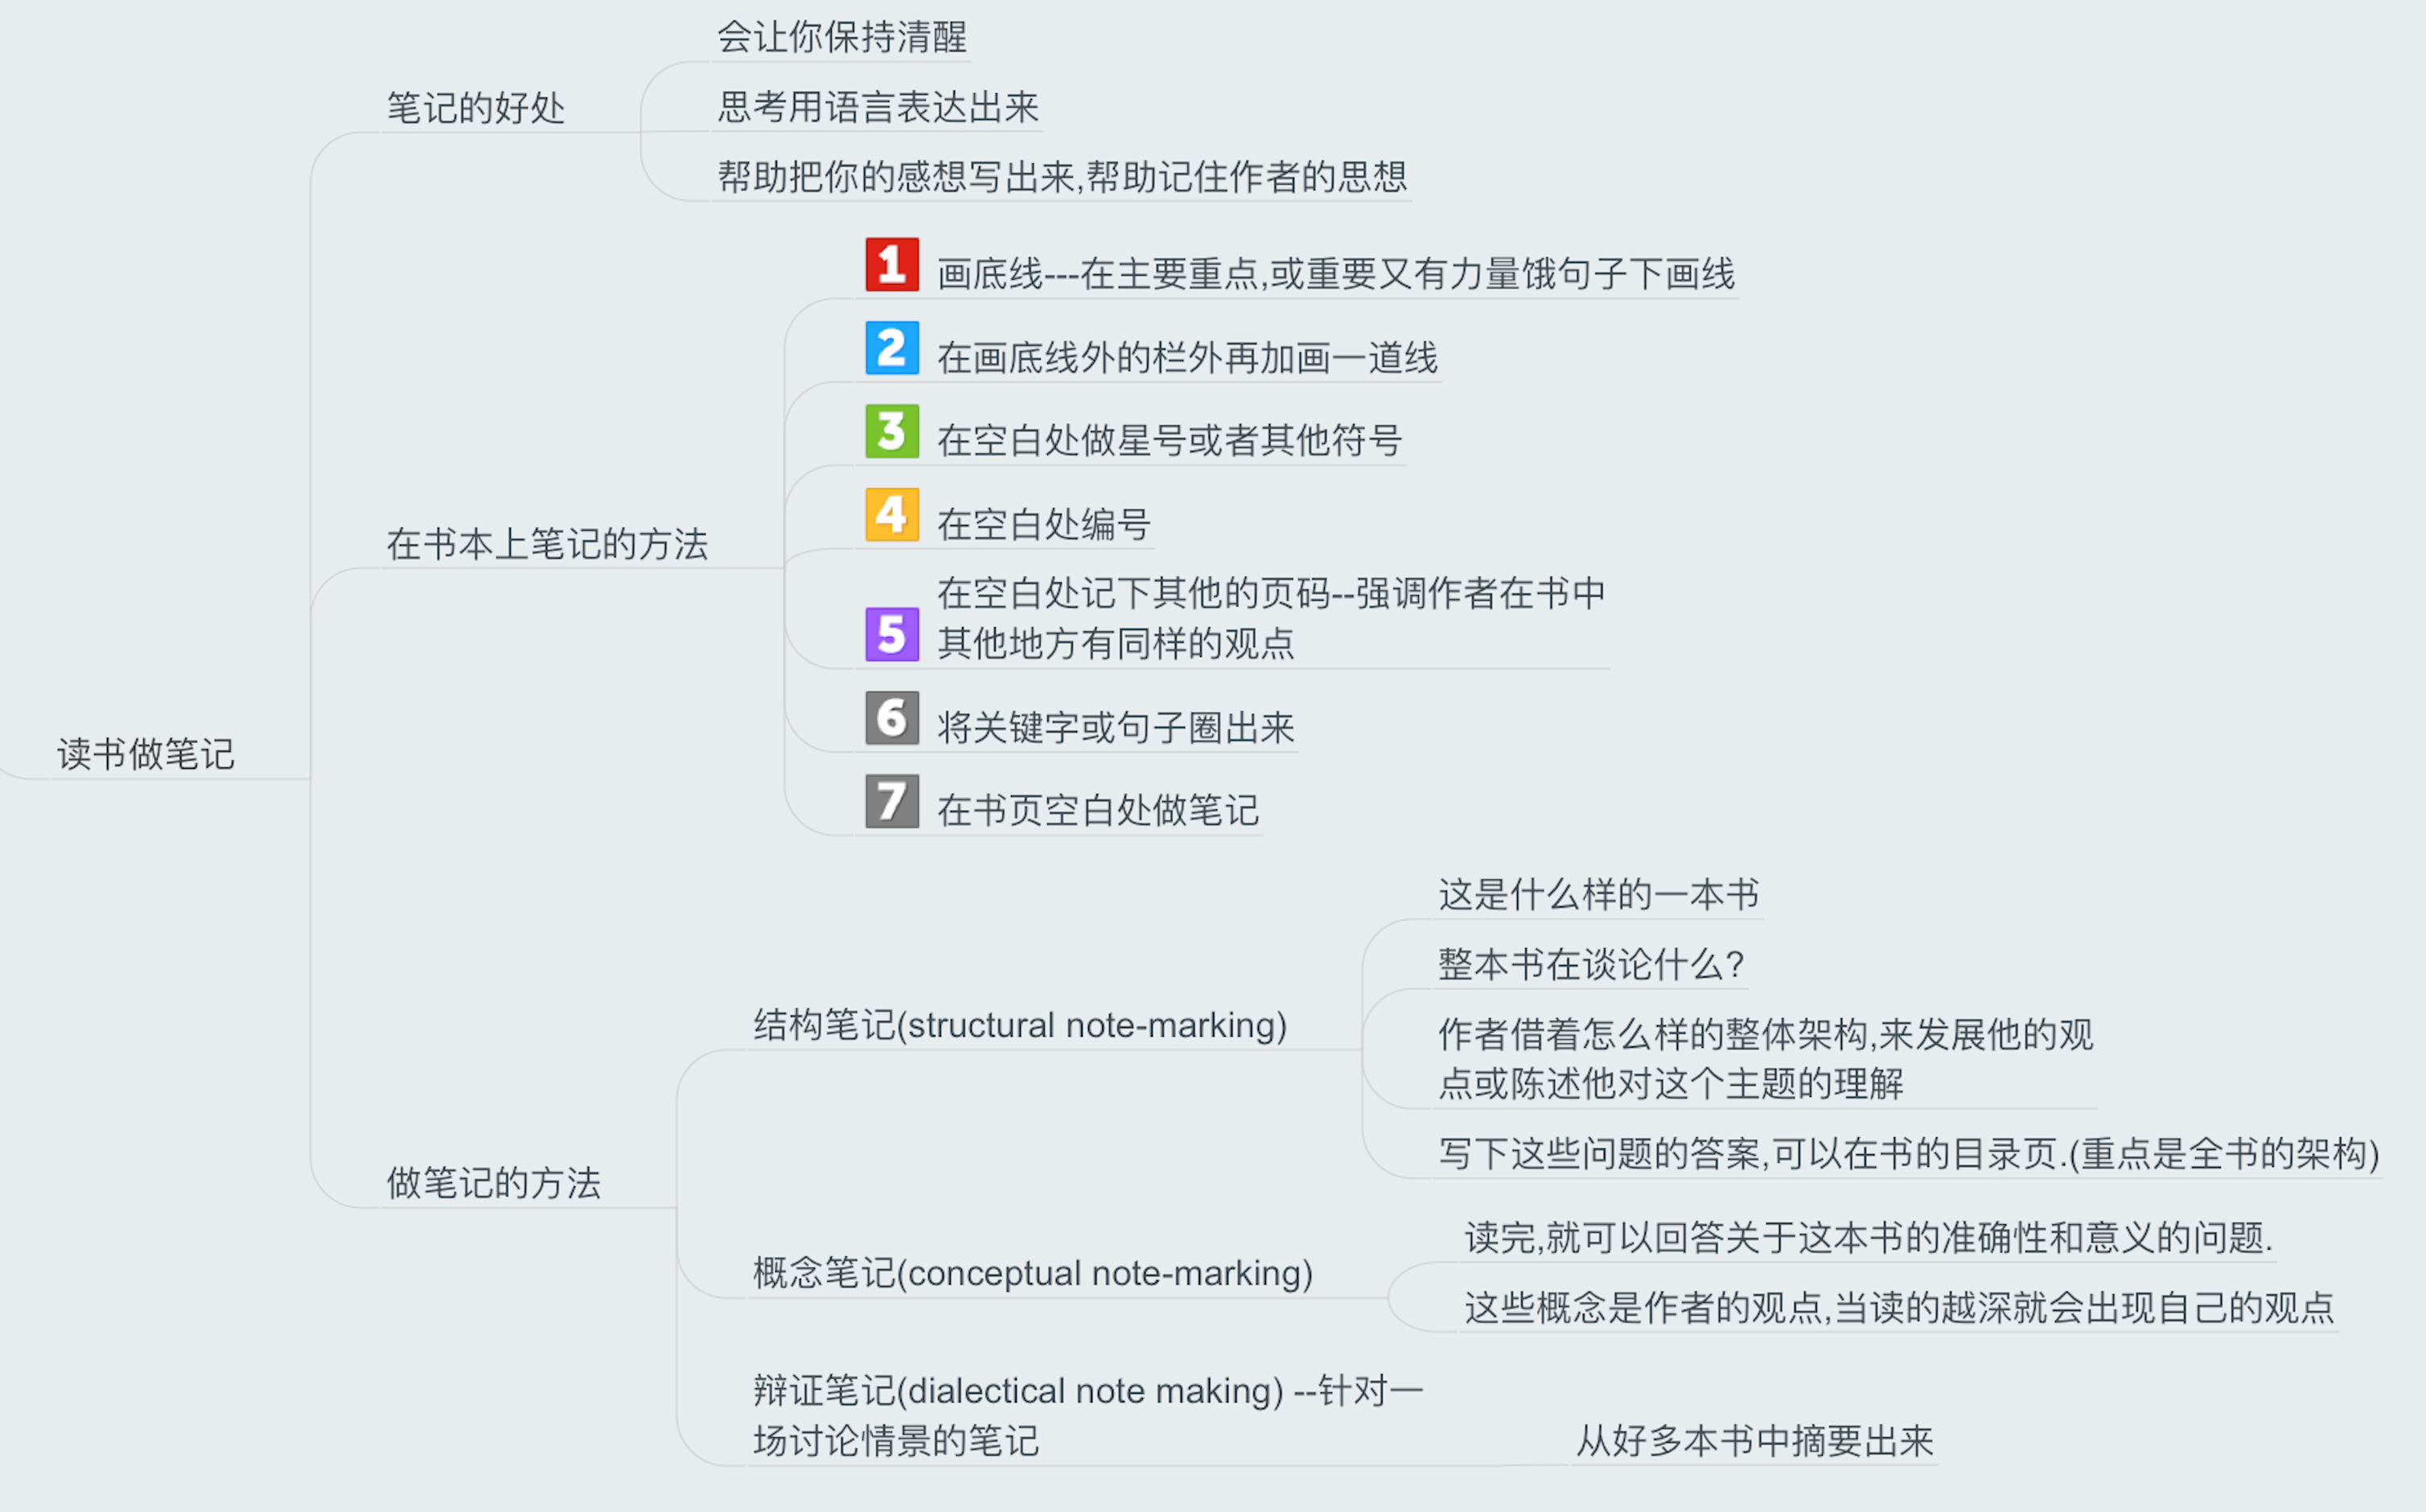 会让你保持清醒
笔记的好处
思考用语言表达出来
帮助把你的感想写出来,帮助记住作者的思想
1 画底线---在主要重点,或重要又有力量饿句子下画线
2 在画底线外的栏外再加画一道线
3 在空白处做星号或者其他符号
4 在空白处编号
在书本上笔记的方法
在空白处记下其他的页码--强调作者在书中
5 其他地方有同样的观点
6 将关键字或句子圈出来
7 在书页空白处做笔记
读书做笔记
这是什么样的一本书
整本书在谈论什么?
结构笔记(structural note-marking)
作者借着怎么样的整体架构,来发展他的观
点或陈述他对这个主题的理解
写下这些问题的答案,可以在书的目录页.(重点是全书的架构)
做笔记的方法
读完,就可以回答关于这本书的准确性和意义的问题.
概念笔记(conceptual note-marking)
这些概念是作者的观点,当读的越深就会出现自己的观点
辩证笔记(dialectical note making) --针对一
场讨论情景的笔记
从好多本书中摘要出来